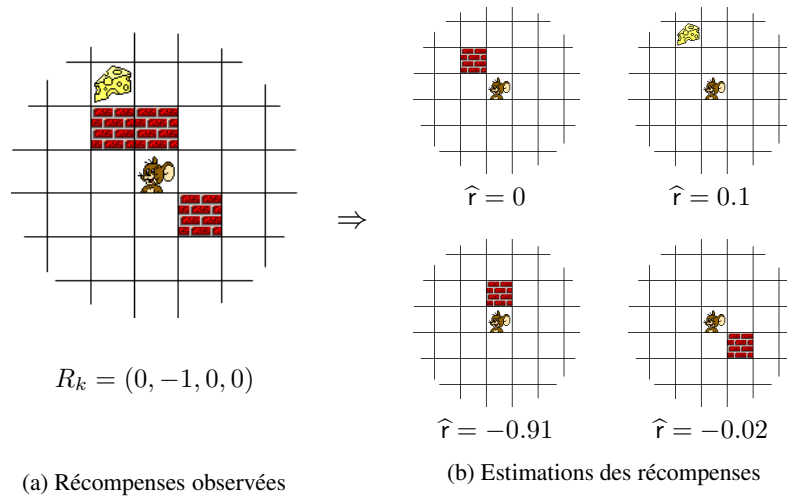 ⇒
r̂ = 0
r̂ = 0.1
R_k = (0, −1, 0, 0)
r̂ = −0.91
r̂ = −0.02
(a) Récompenses observées
(b) Estimations des récompenses